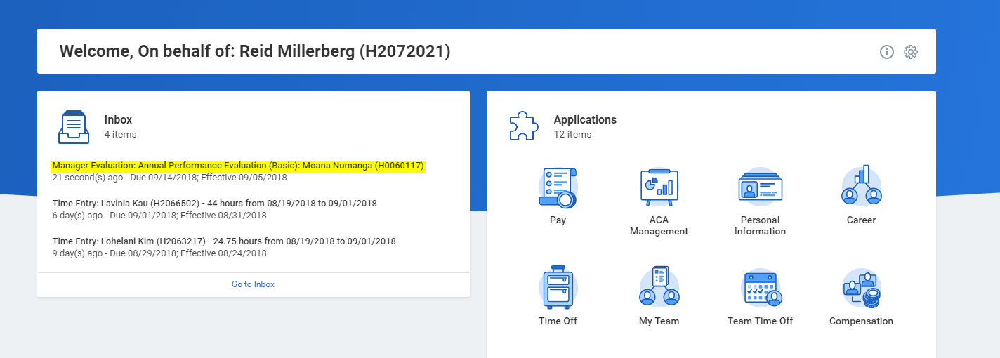 Welcome, On behalf of: Reid Millerberg (H2072021)
Inbox
4 items
Manager Evaluation: Annual Performance Evaluation (Basic): Moana Numanga (H0060117)
21 second(s) ago - Due 09/14/2018; Effective 09/05/2018
Time Entry: Lavinia Kau (H2066502) - 44 hours from 08/19/2018 to 09/01/2018
6 day(s) ago - Due 09/01/2018; Effective 08/31/2018
Time Entry: Lohelani Kim (H2063217) - 24.75 hours from 08/19/2018 to 09/01/2018
9 day(s) ago - Due 08/29/2018; Effective 08/24/2018
Go to Inbox
Applications
12 items
Pay
ACA
Management
Personal
Information
Career
Time Off
My Team
Team Time Off
Compensation